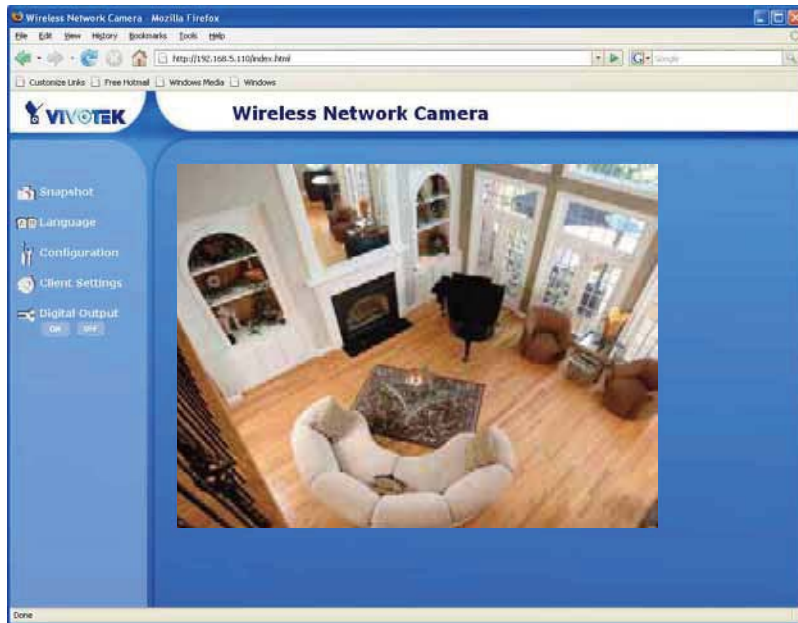 Wireless Network Camera - Mozilla Firefox
File Edit View History Bookmarks Tools Help
http://192.168.5.110/index.html
G Google
Customize Links Free Hotmail Windows Media Windows
VIVOTEK
Wireless Network Camera
Snapshot
Language
Configuration
Client Settings
Digital Output
ON OFF
Done